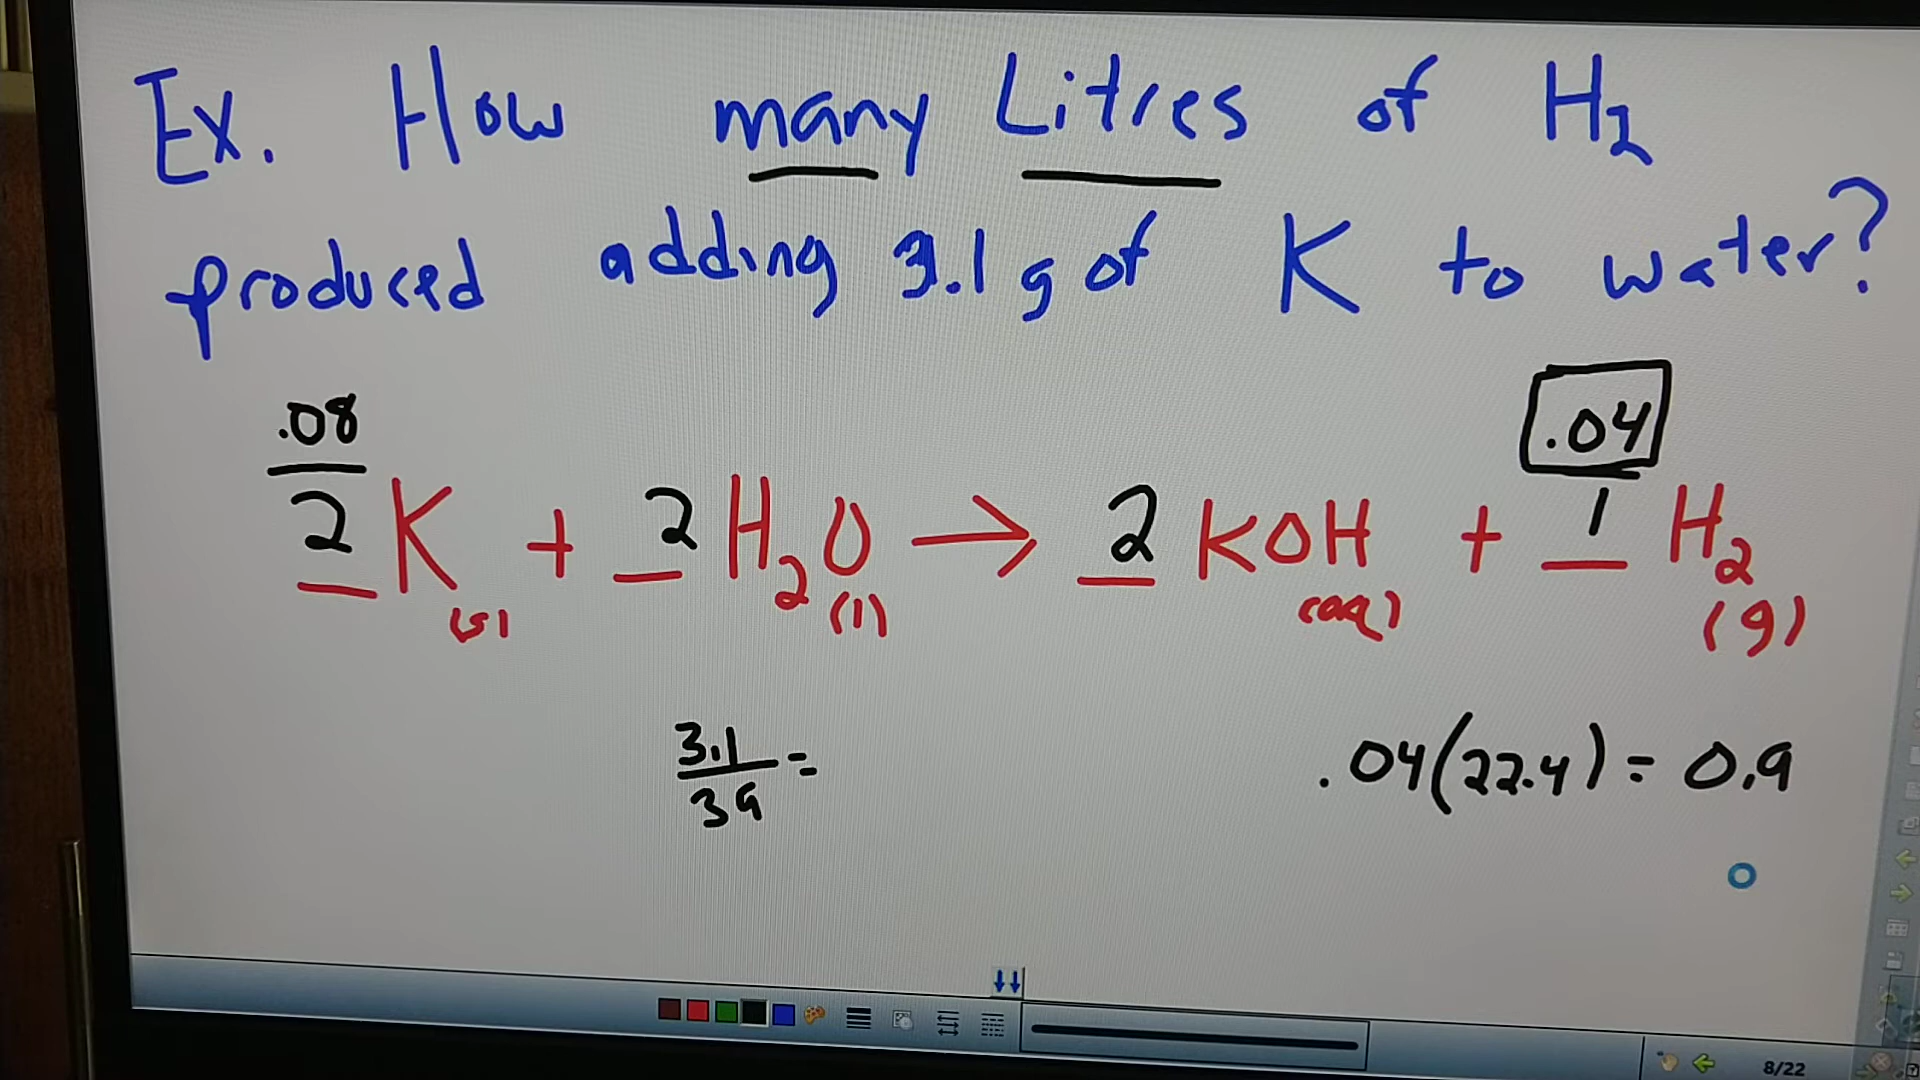 Ex. How many Litres of H₂
produced adding 3.1 g of K to water?
.08
.04
2 K(s) + 2 H₂O(l) → 2 KOH(aq) + 1 H₂(g)
3.1/39 =
.04(22.4) = 0.9
8/22